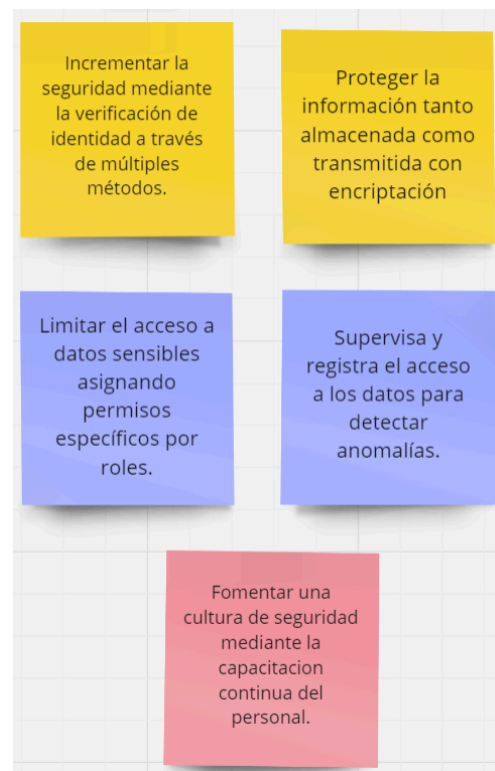 Incrementar la
seguridad mediante
la verificación de
identidad a través
de múltiples
métodos.
Proteger la
información tanto
almacenada como
transmitida con
encriptación
Limitar el acceso a
datos sensibles
asignando
permisos
específicos por
roles.
Supervisa y
registra el acceso
a los datos para
detectar
anomalías.
Fomentar una
cultura de seguridad
mediante la
capacitacion
continua del
personal.